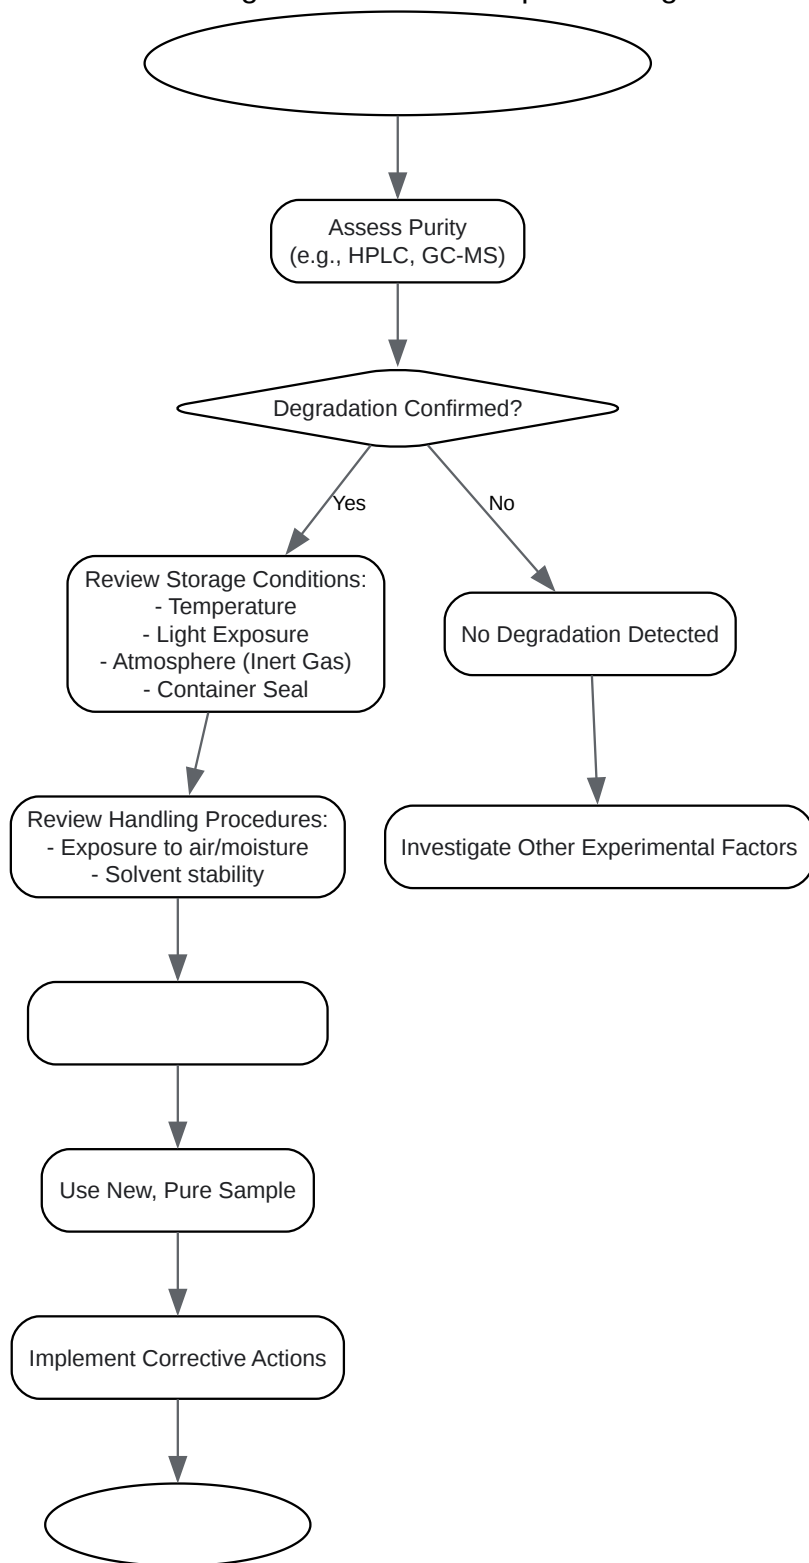 Assess Purity
(e.g., HPLC, GC-MS)
Degradation Confirmed?
Yes
No
Review Storage Conditions:
- Temperature
- Light Exposure
- Atmosphere (Inert Gas)
- Container Seal
No Degradation Detected
Review Handling Procedures:
- Exposure to air/moisture
- Solvent stability
Investigate Other Experimental Factors
Use New, Pure Sample
Implement Corrective Actions